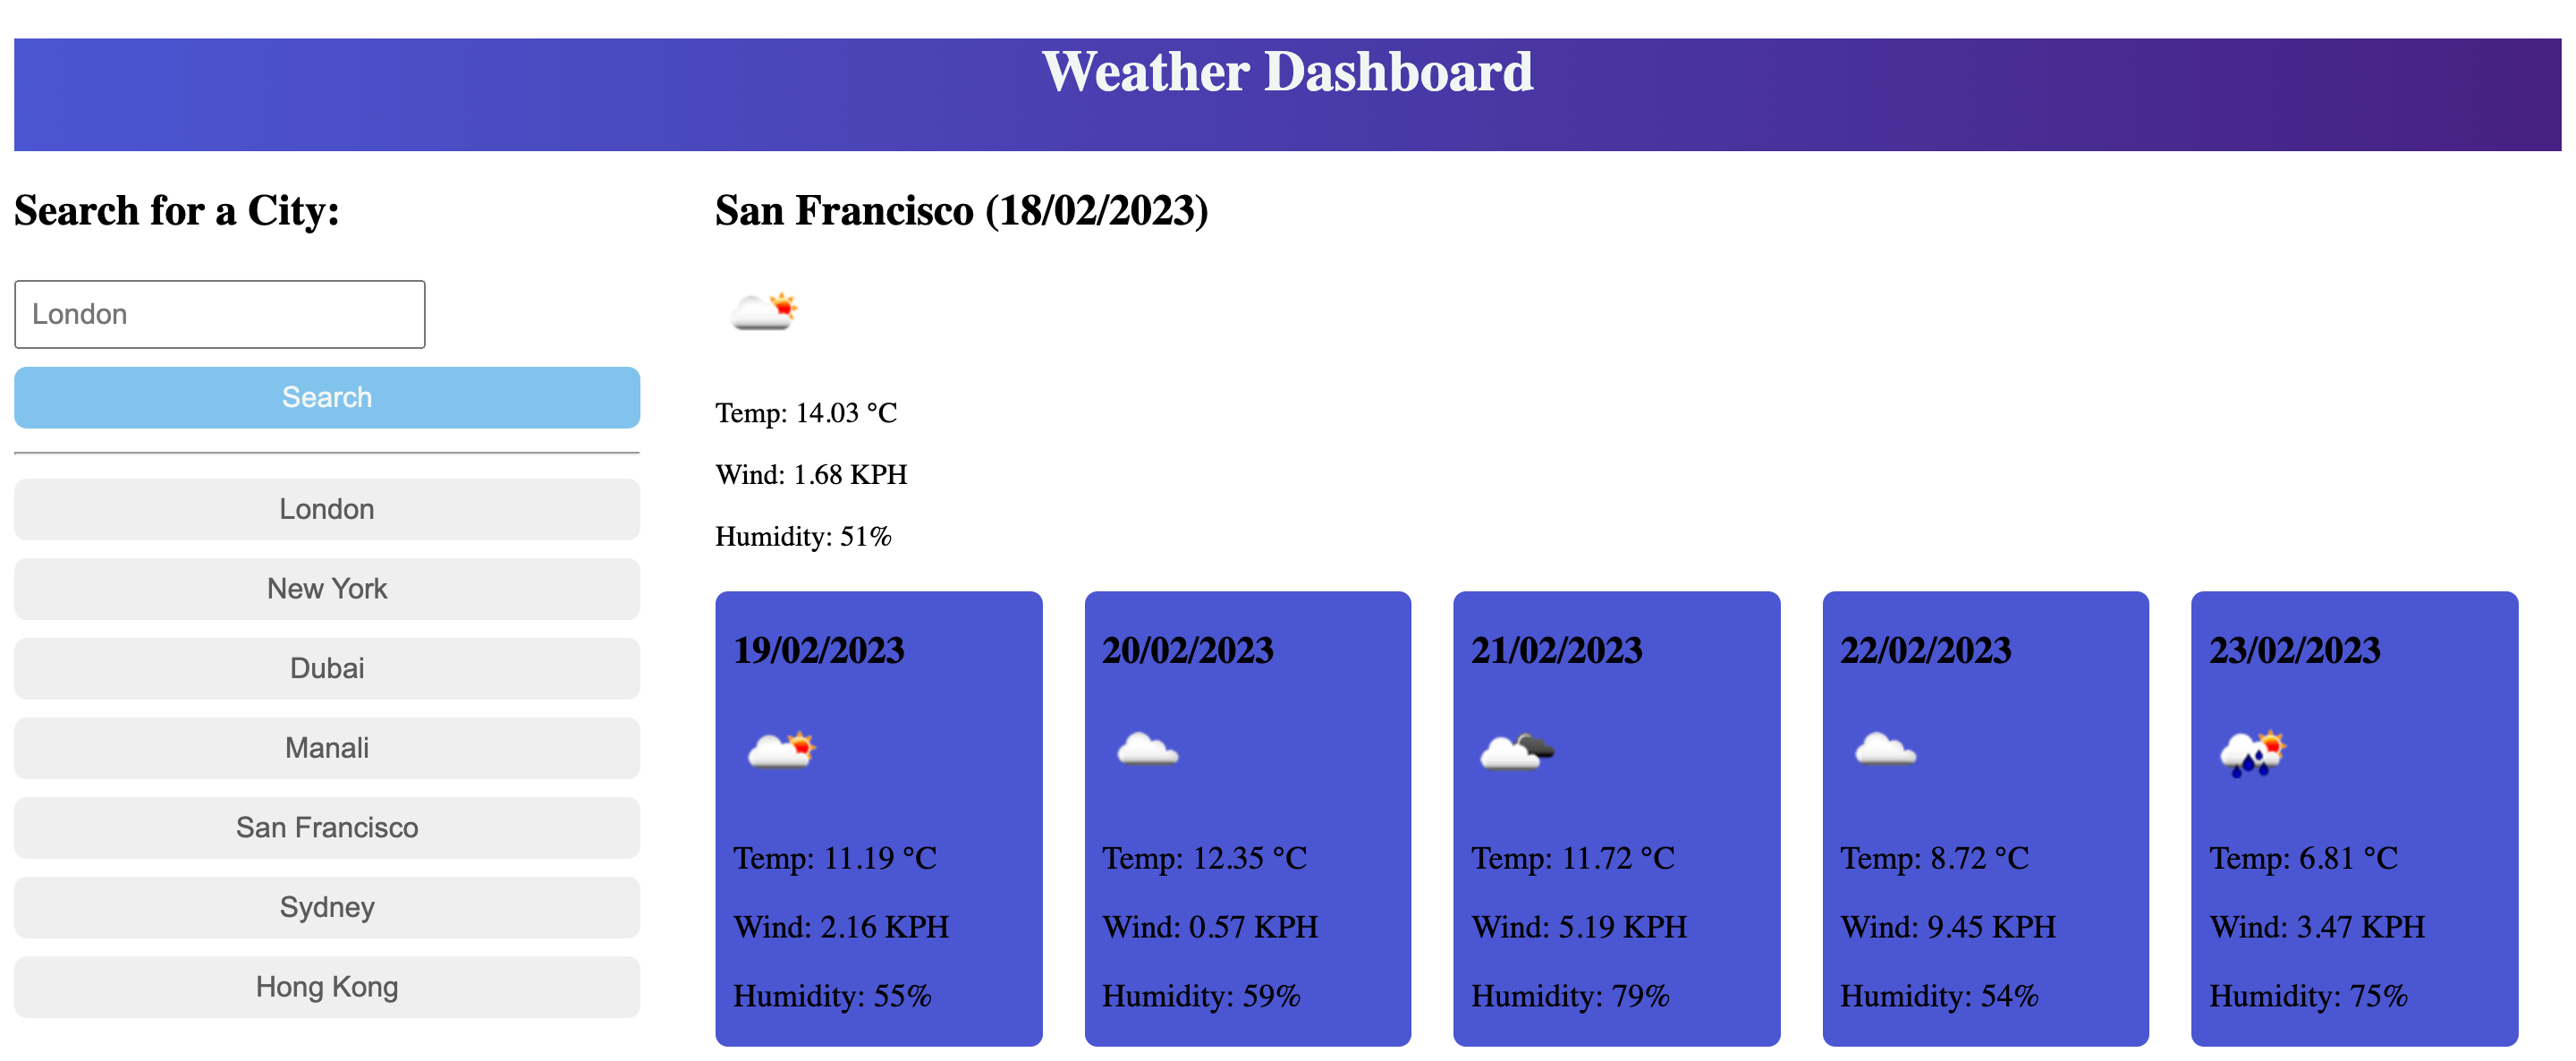 Weather Dashboard
Search for a City:
London
Search
London
New York
Dubai
Manali
San Francisco
Sydney
Hong Kong
San Francisco (18/02/2023)
Temp: 14.03 °C
Wind: 1.68 KPH
Humidity: 51%
19/02/2023
Temp: 11.19 °C
Wind: 2.16 KPH
Humidity: 55%
20/02/2023
Temp: 12.35 °C
Wind: 0.57 KPH
Humidity: 59%
21/02/2023
Temp: 11.72 °C
Wind: 5.19 KPH
Humidity: 79%
22/02/2023
Temp: 8.72 °C
Wind: 9.45 KPH
Humidity: 54%
23/02/2023
Temp: 6.81 °C
Wind: 3.47 KPH
Humidity: 75%